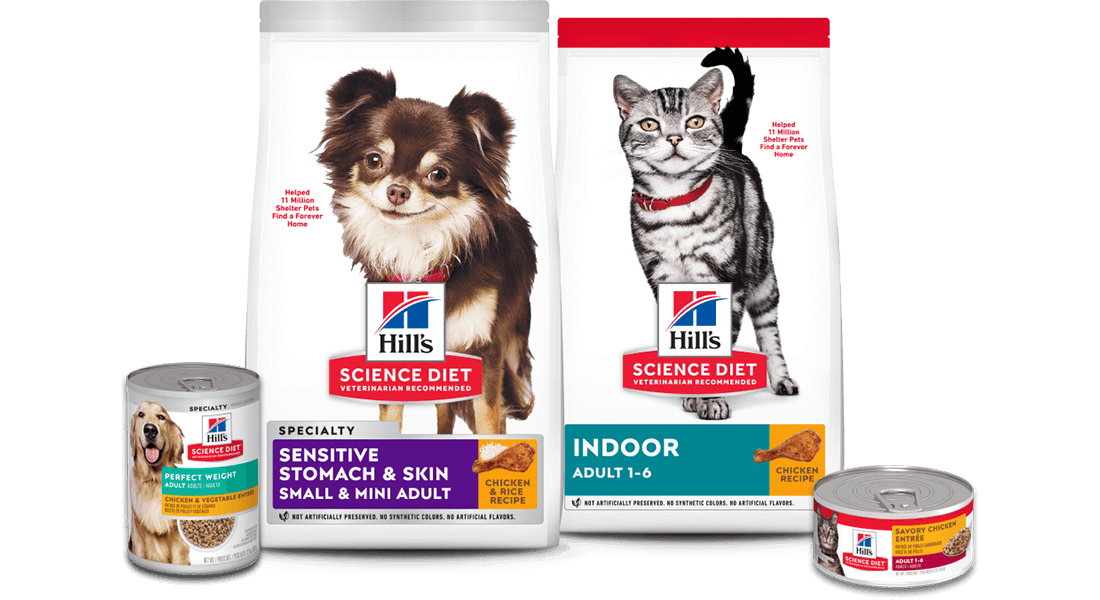 Helped
11 Million
Shelter Pets
Find a Forever
Home
Hill's
SCIENCE DIET
VETERINARIAN RECOMMENDED
SPECIALTY
SENSITIVE
STOMACH & SKIN
SMALL & MINI ADULT
CHICKEN
& RICE
RECIPE
NOT ARTIFICIALLY PRESERVED. NO SYNTHETIC COLORS. NO ARTIFICIAL FLAVORS.
Helped
11 Million
Shelter Pets
Find a Forever
Home
Hill's
SCIENCE DIET
VETERINARIAN RECOMMENDED
INDOOR
ADULT 1-6
CHICKEN
RECIPE
NOT ARTIFICIALLY PRESERVED. NO SYNTHETIC COLORS. NO ARTIFICIAL FLAVORS.
SPECIALTY
Hill's
SCIENCE DIET
PERFECT WEIGHT
ADULT ADULTE / ADULTO
CHICKEN & VEGETABLE ENTRÉE
Hill's
SCIENCE DIET
SAVORY CHICKEN
ENTRÉE
ADULT 1-6